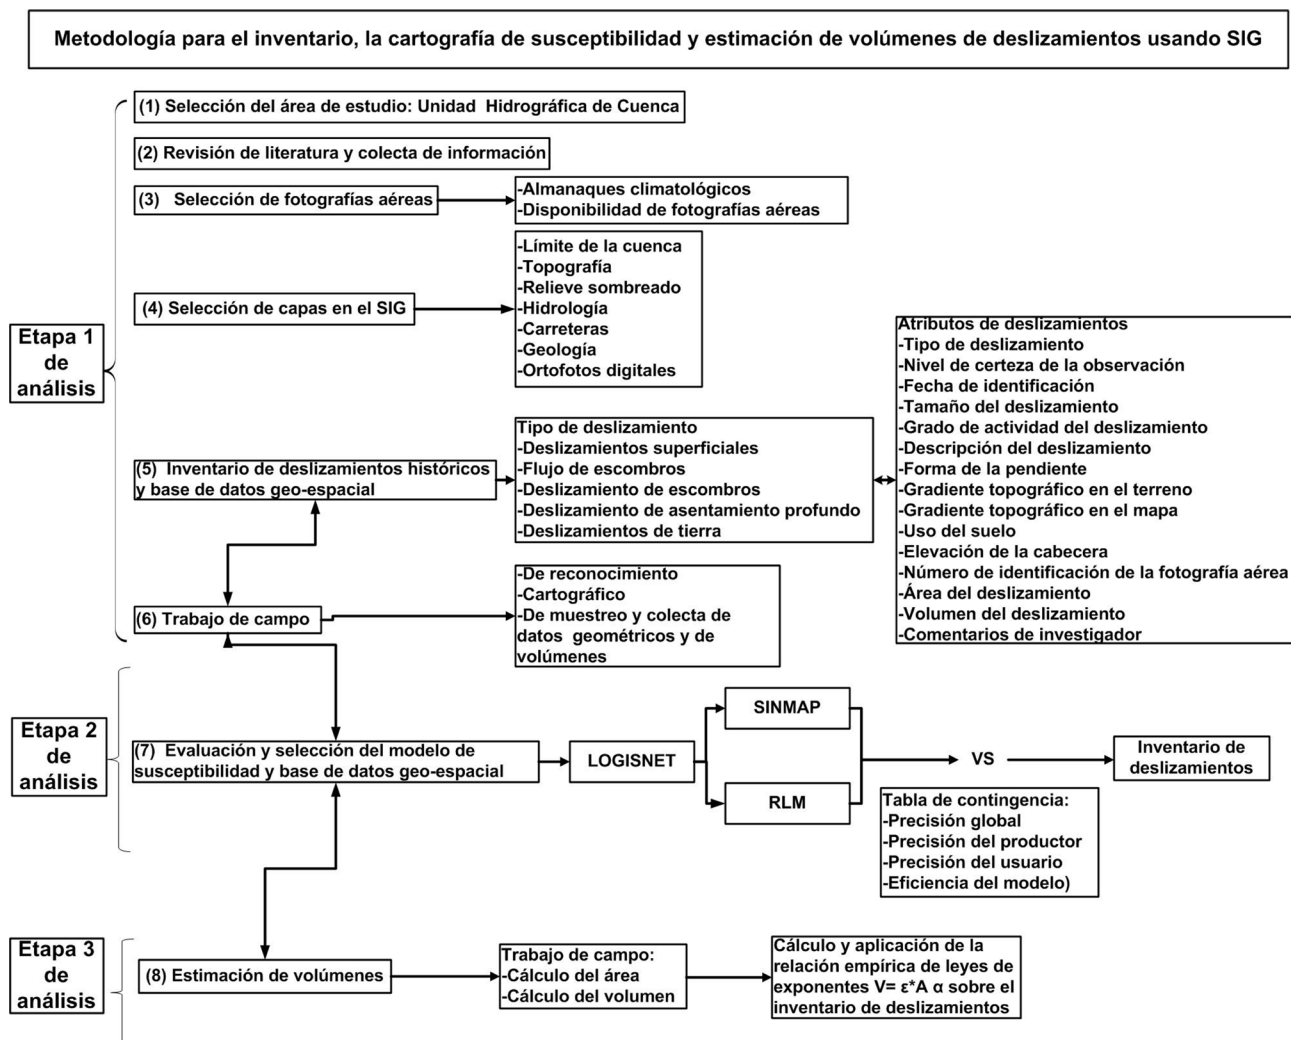 Metodología para el inventario, la cartografía de susceptibilidad y estimación de volúmenes de deslizamientos usando SIG
Etapa 1
de
análisis
(1) Selección del área de estudio: Unidad Hidrográfica de Cuenca
(2) Revisión de literatura y colecta de información
(3) Selección de fotografías aéreas
-Almanaques climatológicos
-Disponibilidad de fotografías aéreas
(4) Selección de capas en el SIG
-Límite de la cuenca
-Topografía
-Relieve sombreado
-Hidrología
-Carreteras
-Geología
-Ortofotos digitales
(5) Inventario de deslizamientos históricos
y base de datos geo-espacial
Tipo de deslizamiento
-Deslizamientos superficiales
-Flujo de escombros
-Deslizamiento de escombros
-Deslizamiento de asentamiento profundo
-Deslizamientos de tierra
Atributos de deslizamientos
-Tipo de deslizamiento
-Nivel de certeza de la observación
-Fecha de identificación
-Tamaño del deslizamiento
-Grado de actividad del deslizamiento
-Descripción del deslizamiento
-Forma de la pendiente
-Gradiente topográfico en el terreno
-Gradiente topográfico en el mapa
-Uso del suelo
-Elevación de la cabecera
-Número de identificación de la fotografía aérea
-Área del deslizamiento
-Volumen del deslizamiento
-Comentarios de investigador
(6) Trabajo de campo
-De reconocimiento
-Cartográfico
-De muestreo y colecta de
datos geométricos y de
volúmenes
Etapa 2
de
análisis
(7) Evaluación y selección del modelo de
susceptibilidad y base de datos geo-espacial
LOGISNET
SINMAP
RLM
VS
Inventario de
deslizamientos
Tabla de contingencia:
-Precisión global
-Precisión del productor
-Precisión del usuario
-Eficiencia del modelo)
Etapa 3
de
análisis
(8) Estimación de volúmenes
Trabajo de campo:
-Cálculo del área
-Cálculo del volumen
Cálculo y aplicación de la
relación empírica de leyes de
exponentes V= ε*A α sobre el
inventario de deslizamientos